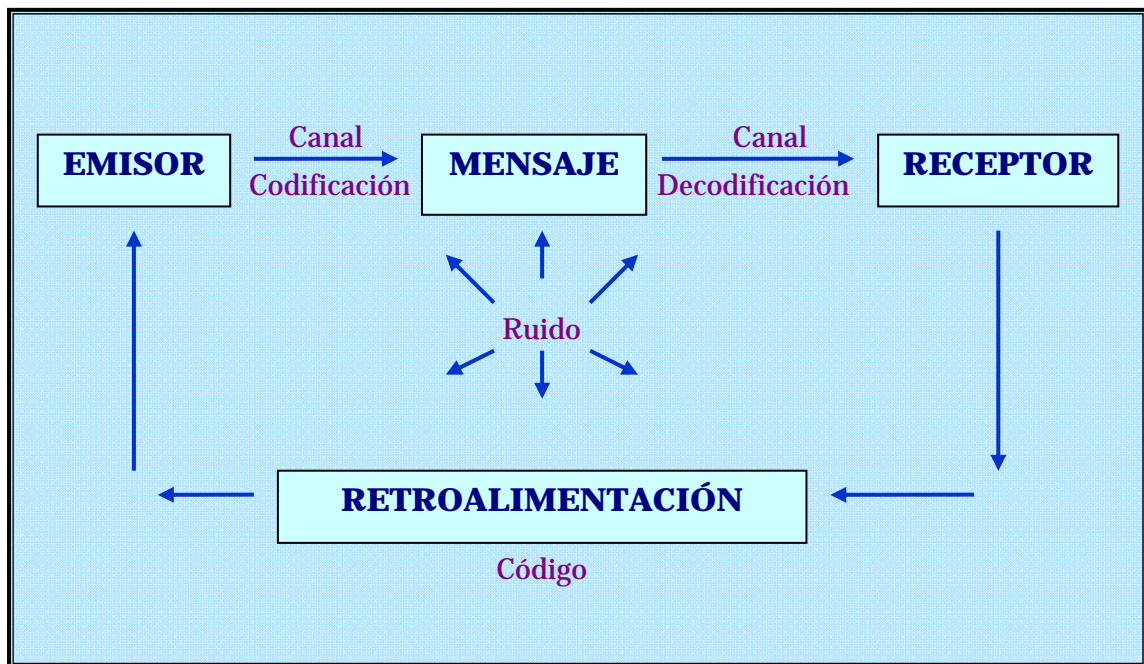 EMISOR
Canal
Codificación
MENSAJE
Canal
Decodificación
RECEPTOR
Ruido
RETROALIMENTACIÓN
Código